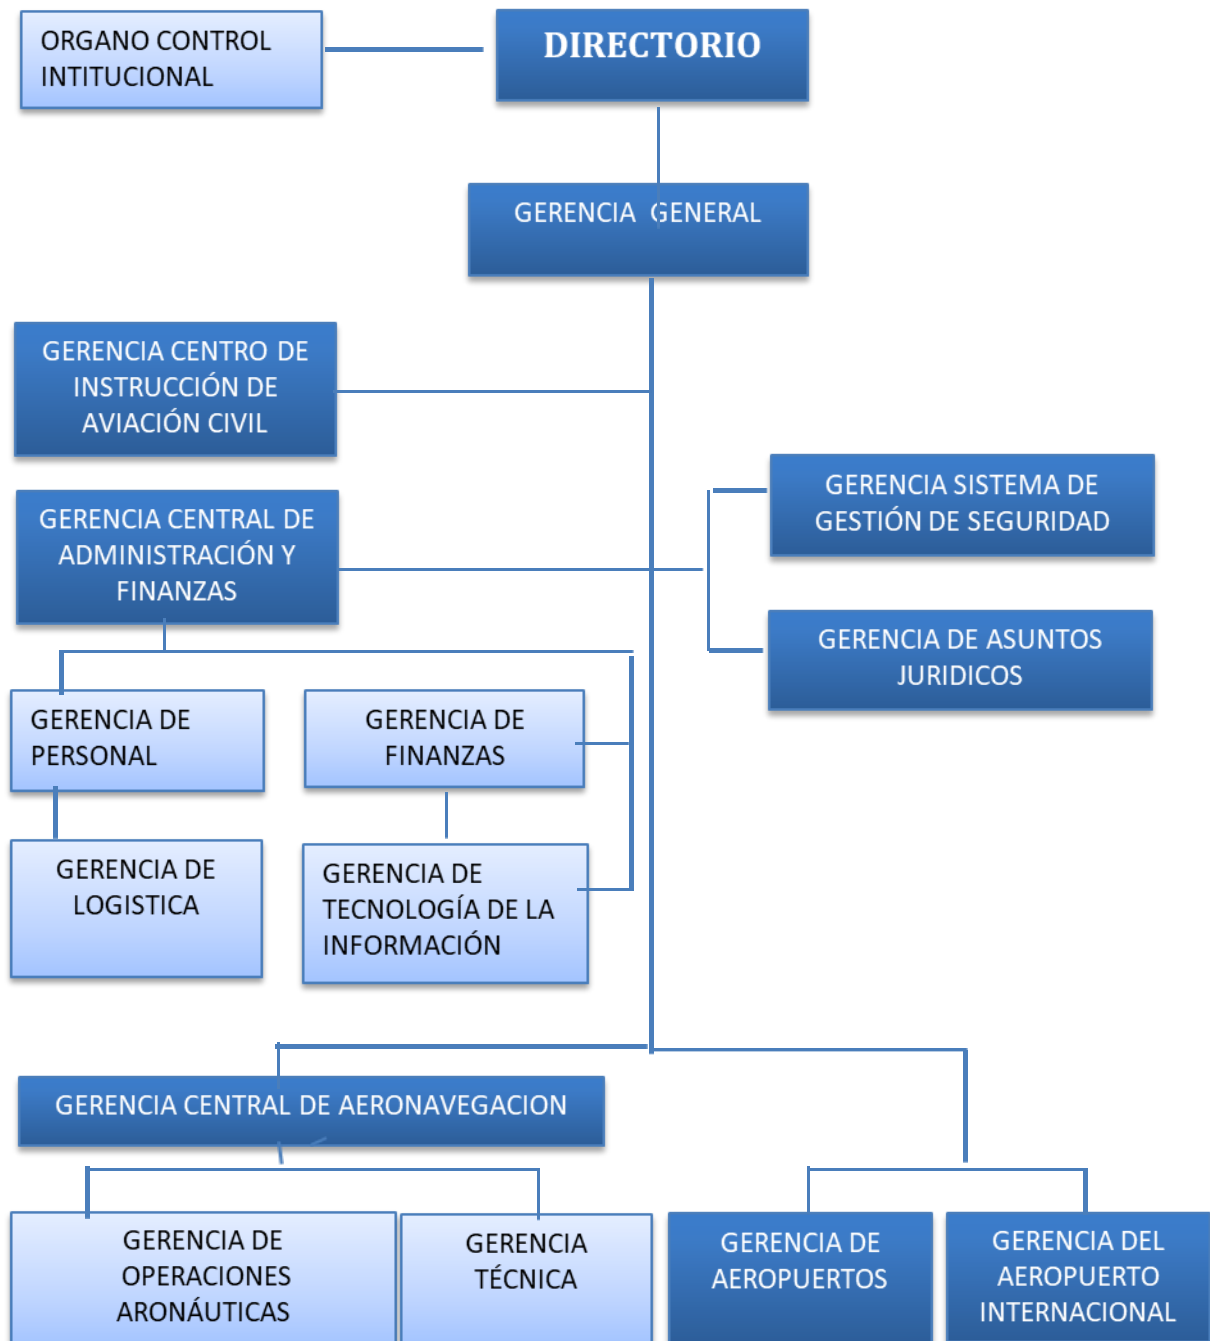 ORGANO CONTROL
INTITUCIONAL
DIRECTORIO
GERENCIA GENERAL
GERENCIA CENTRO DE
INSTRUCCIÓN DE
AVIACIÓN CIVIL
GERENCIA CENTRAL DE
ADMINISTRACIÓN Y
FINANZAS
GERENCIA SISTEMA DE
GESTIÓN DE SEGURIDAD
GERENCIA DE ASUNTOS
JURIDICOS
GERENCIA DE
PERSONAL
GERENCIA DE
FINANZAS
GERENCIA DE
LOGISTICA
GERENCIA DE
TECNOLOGÍA DE LA
INFORMACIÓN
GERENCIA CENTRAL DE AERONAVEGACION
GERENCIA DE
OPERACIONES
ARONÁUTICAS
GERENCIA
TÉCNICA
GERENCIA DE
AEROPUERTOS
GERENCIA DEL
AEROPUERTO
INTERNACIONAL